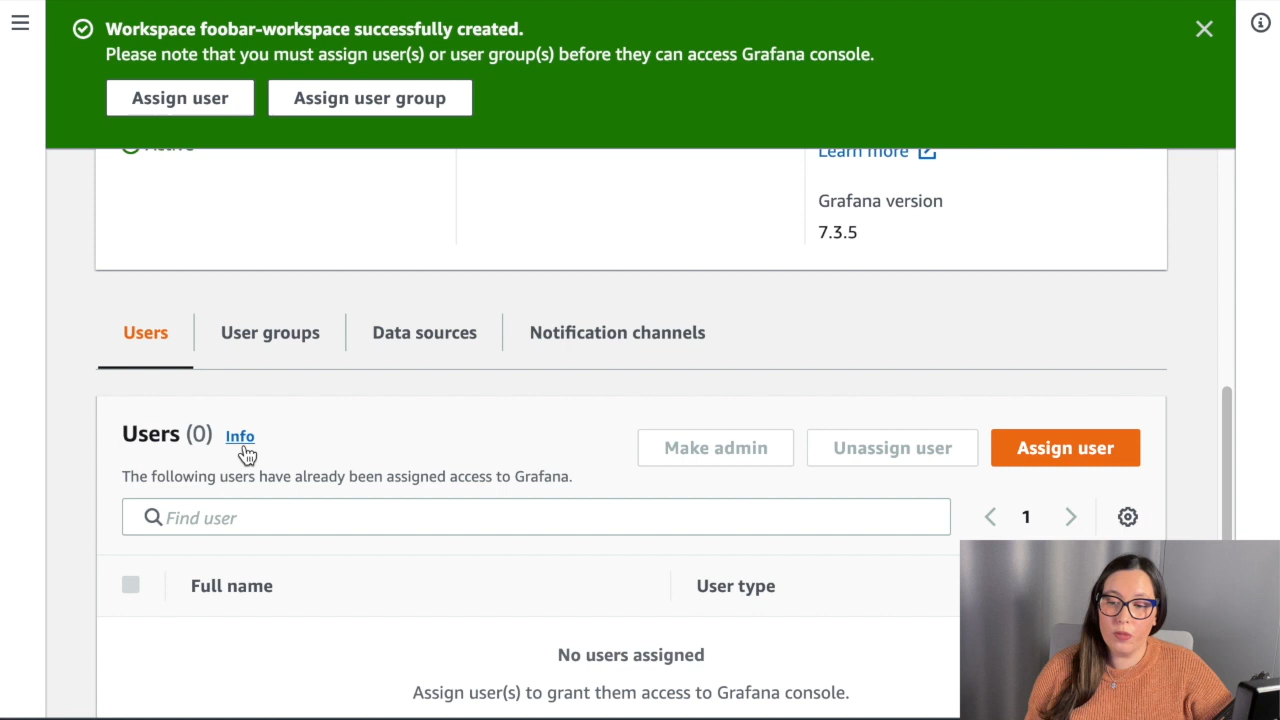 Workspace foobar-workspace successfully created.
Please note that you must assign user(s) or user group(s) before they can access Grafana console.
Assign user
Assign user group
Active
Learn more
Grafana version
7.3.5
Users
User groups
Data sources
Notification channels
Users (0) Info
Make admin
Unassign user
Assign user
The following users have already been assigned access to Grafana.
Find user
1
Full name
User type
No users assigned
Assign user(s) to grant them access to Grafana console.